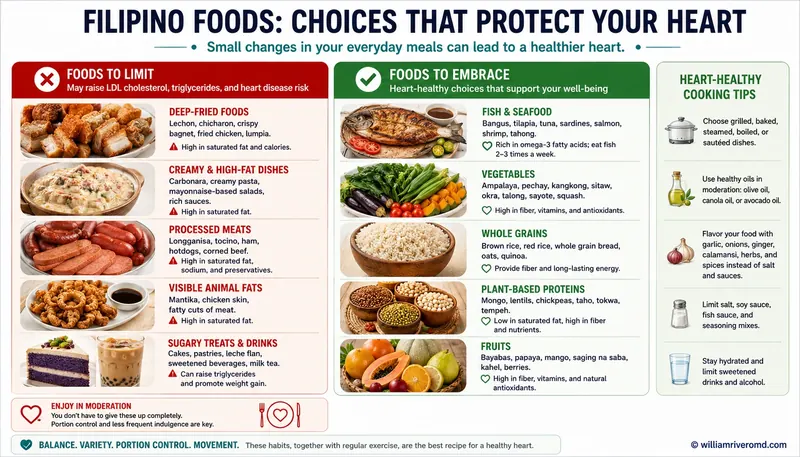 FILIPINO FOODS: CHOICES THAT PROTECT YOUR HEART
Small changes in your everyday meals can lead to a healthier heart.
FOODS TO LIMIT
May raise LDL cholesterol, triglycerides, and heart disease risk
DEEP-FRIED FOODS
Lechon, chicharon, crispy
bagnet, fried chicken, lumpia.
High in saturated fat and calories.
CREAMY & HIGH-FAT DISHES
Carbonara, creamy pasta,
mayonnaise-based salads,
rich sauces.
High in saturated fat.
PROCESSED MEATS
Longganisa, tocino, ham,
hotdogs, corned beef.
High in saturated fat,
sodium, and preservatives.
VISIBLE ANIMAL FATS
Mantika, chicken skin,
fatty cuts of meat.
High in saturated fat.
SUGARY TREATS & DRINKS
Cakes, pastries, leche flan,
sweetened beverages, milk tea.
Can raise triglycerides
and promote weight gain.
ENJOY IN MODERATION
You don't have to give these up completely.
Portion control and less frequent indulgence are key.
FOODS TO EMBRACE
Heart-healthy choices that support your well-being
FISH & SEAFOOD
Bangus, tilapia, tuna, sardines, salmon,
shrimp, tahong.
Rich in omega-3 fatty acids; eat fish
2–3 times a week.
VEGETABLES
Ampalaya, pechay, kangkong, sitaw,
okra, talong, sayote, squash.
High in fiber, vitamins, and antioxidants.
WHOLE GRAINS
Brown rice, red rice, whole grain bread,
oats, quinoa.
Provide fiber and long-lasting energy.
PLANT-BASED PROTEINS
Mongo, lentils, chickpeas, taho, tokwa,
tempeh.
Low in saturated fat, high in fiber
and nutrients.
FRUITS
Bayabas, papaya, mango, saging na saba,
kahel, berries.
High in fiber, vitamins, and natural
antioxidants.
HEART-HEALTHY
COOKING TIPS
Choose grilled, baked,
steamed, boiled, or
sautéed dishes.
Use healthy oils in
moderation: olive oil,
canola oil, or avocado oil.
Flavor your food with
garlic, onions, ginger,
calamansi, herbs, and
spices instead of salt
and sauces.
Limit salt, soy sauce,
fish sauce, and
seasoning mixes.
Stay hydrated and
limit sweetened
drinks and alcohol.
BALANCE. VARIETY. PORTION CONTROL. MOVEMENT. These habits, together with regular exercise, are the best recipe for a healthy heart.
© williamriveromd.com